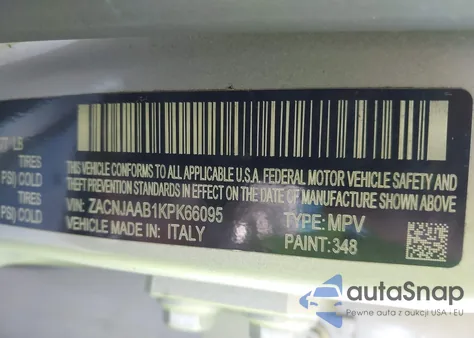 LB
TIRES
PSI) COLD
TIRES
PSI) COLD
THIS VEHICLE CONFORMS TO ALL APPLICABLE U.S.A. FEDERAL MOTOR VEHICLE SAFETY AND
THEFT PREVENTION STANDARDS IN EFFECT ON THE DATE OF MANUFACTURE SHOWN ABOVE.
VIN: ZACNJAAB1KPK66095 TYPE: MPV
VEHICLE MADE IN: ITALY PAINT: 348
autoSnap
Pewne auta z aukcji USA i EU